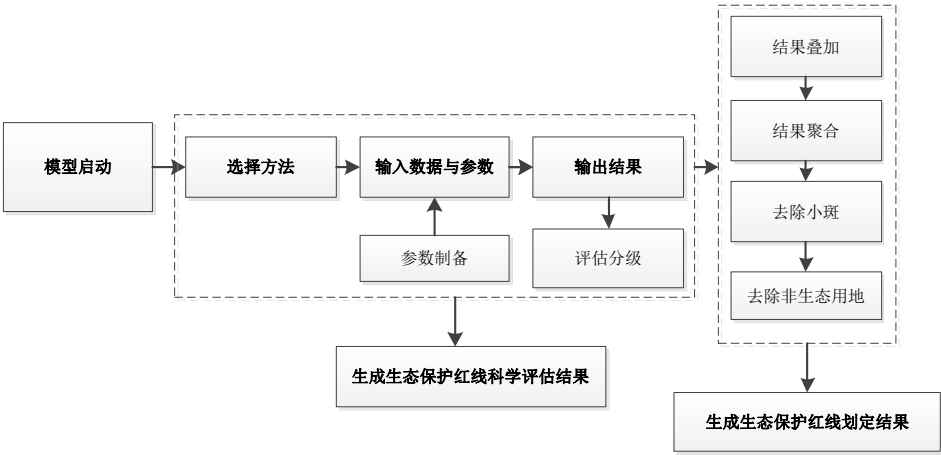 模型启动
选择方法
输入数据与参数
输出结果
参数制备
评估分级
生成生态保护红线科学评估结果
结果叠加
结果聚合
去除小斑
去除非生态用地
生成生态保护红线划定结果